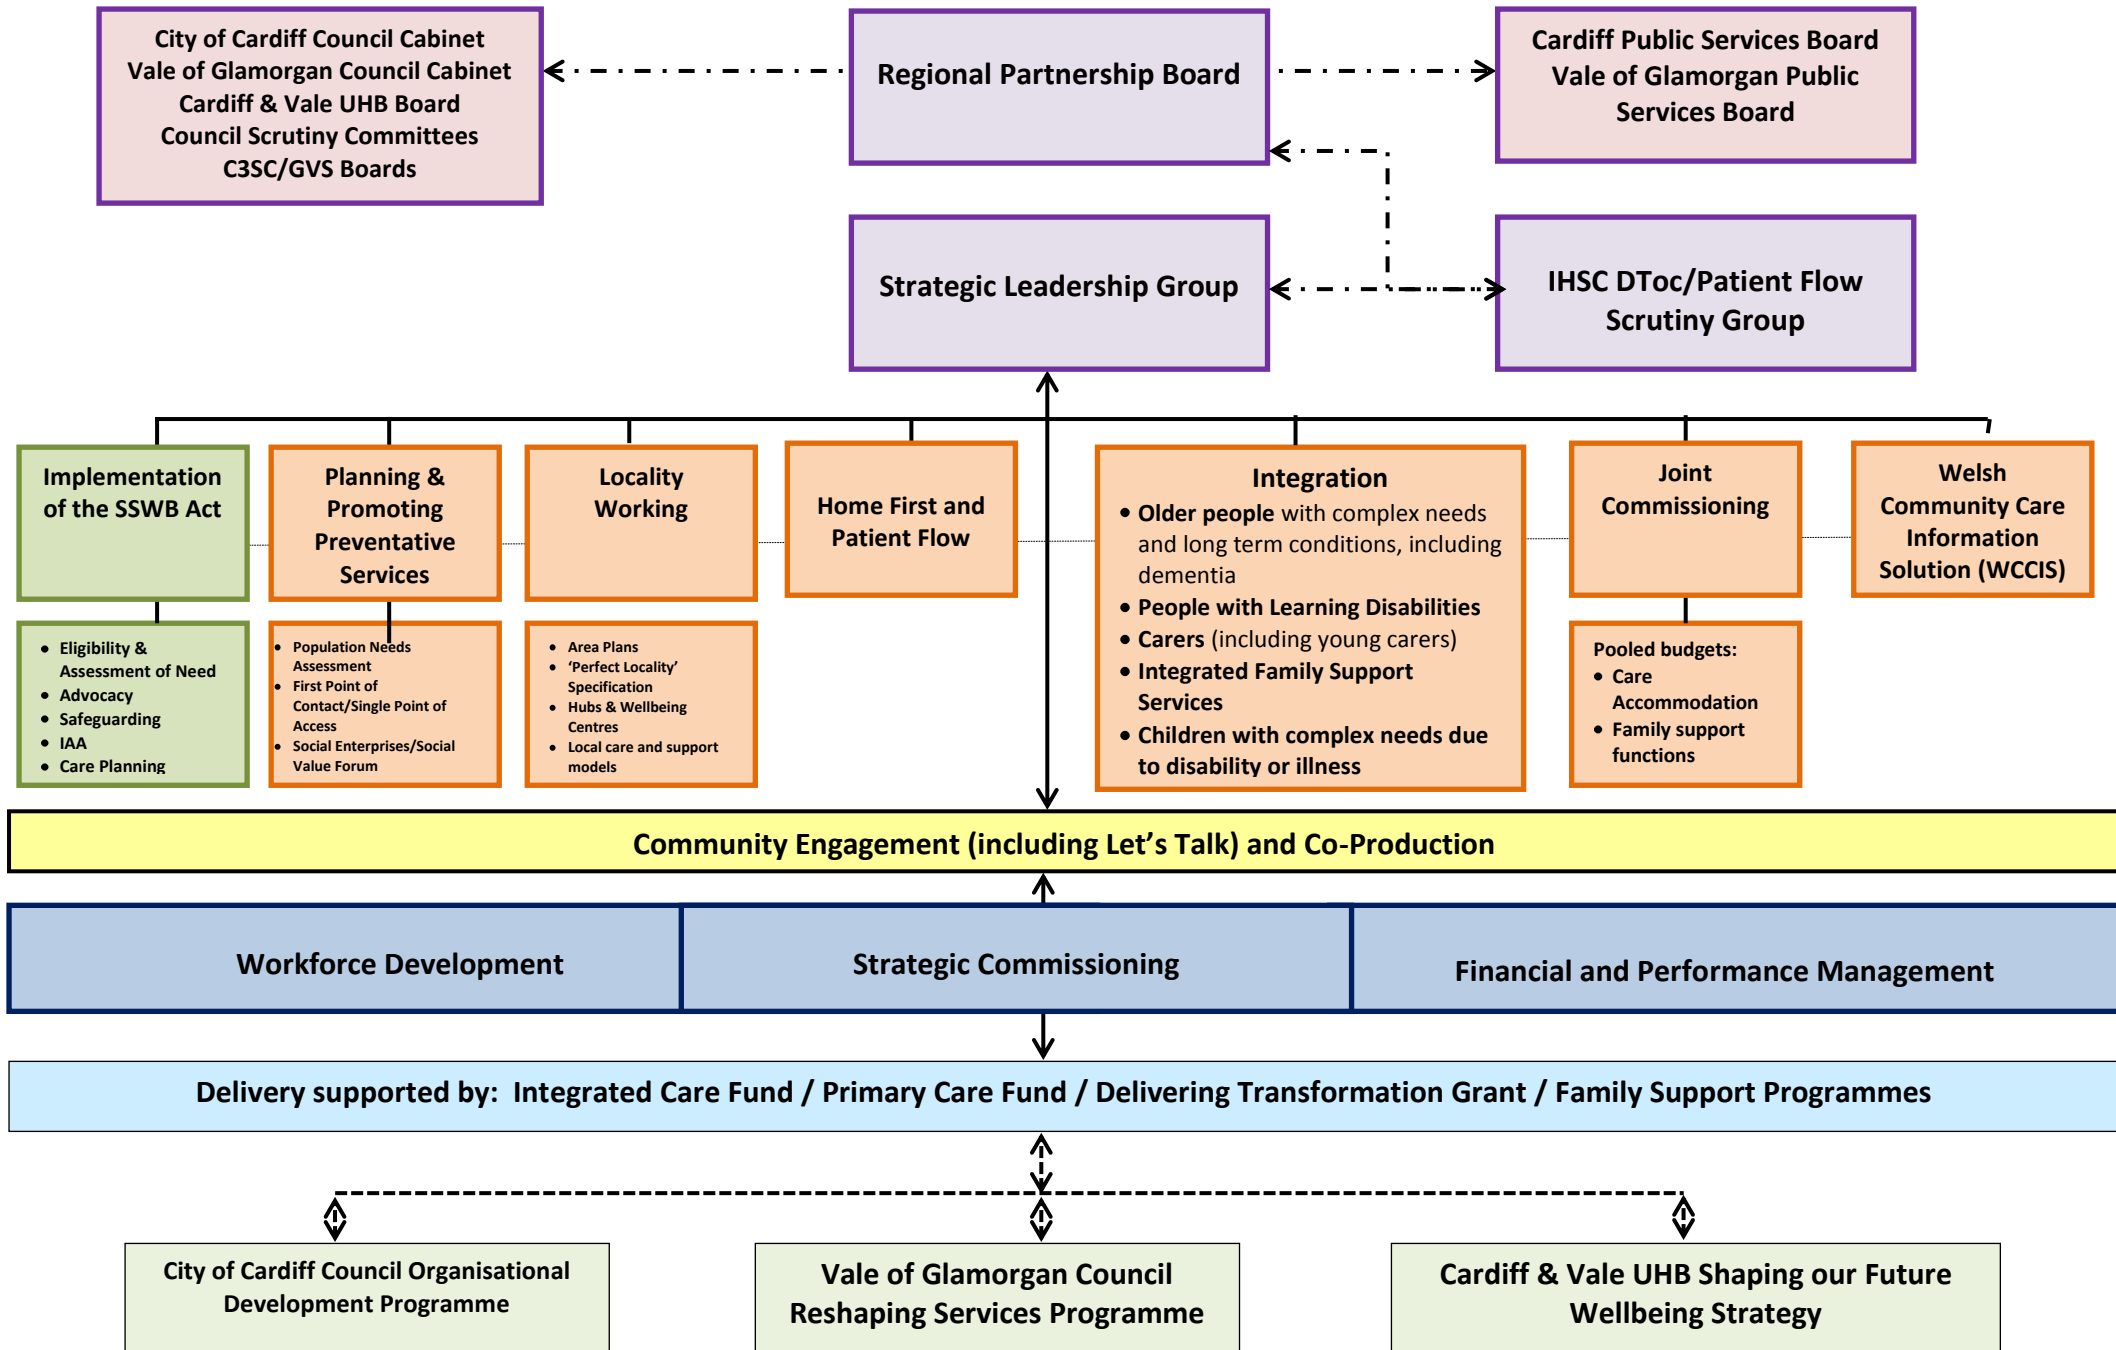 City of Cardiff Council Cabinet
Vale of Glamorgan Council Cabinet
Cardiff & Vale UHB Board
Council Scrutiny Committees
C3SC/GVS Boards
Regional Partnership Board
Cardiff Public Services Board
Vale of Glamorgan Public
Services Board
Strategic Leadership Group
IHSC DToc/Patient Flow
Scrutiny Group
Implementation
of the SSWB Act
Planning &
Promoting
Preventative
Services
Locality
Working
Home First and
Patient Flow
Integration
• Older people with complex needs
and long term conditions, including
dementia
• People with Learning Disabilities
• Carers (including young carers)
• Integrated Family Support
Services
• Children with complex needs due
to disability or illness
Joint
Commissioning
Welsh
Community Care
Information
Solution (WCCIS)
• Eligibility &
Assessment of Need
• Advocacy
• Safeguarding
• IAA
• Care Planning
• Population Needs
Assessment
• First Point of
Contact/Single Point of
Access
• Social Enterprises/Social
Value Forum
• Area Plans
• ‘Perfect Locality’
Specification
• Hubs & Wellbeing
Centres
• Local care and support
models
Pooled budgets:
• Care
Accommodation
• Family support
functions
Community Engagement (including Let’s Talk) and Co-Production
Workforce Development
Strategic Commissioning
Financial and Performance Management
Delivery supported by: Integrated Care Fund / Primary Care Fund / Delivering Transformation Grant / Family Support Programmes
City of Cardiff Council Organisational
Development Programme
Vale of Glamorgan Council
Reshaping Services Programme
Cardiff & Vale UHB Shaping our Future
Wellbeing Strategy